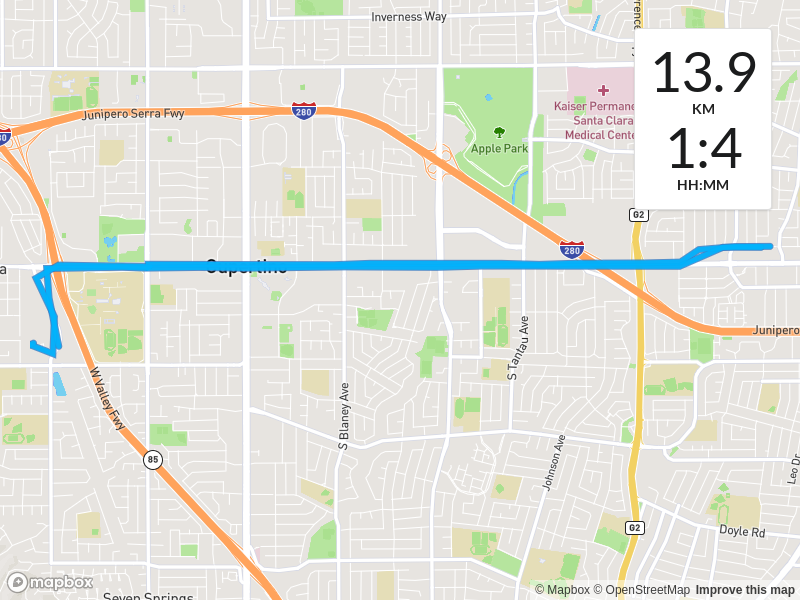 Inverness Way
13.9
KM
1:4
HH:MM
Junipero Serra Fwy
280
Kaiser Permane
Santa Clara
Medical Cente
Apple Park
G2
280
Junipero
W Valley Fwy
S Blaney Ave
S Tantau Ave
85
Johnson Ave
Leo Dr
G2
Doyle Rd
Seven Springs
mapbox
© Mapbox © OpenStreetMap Improve this map